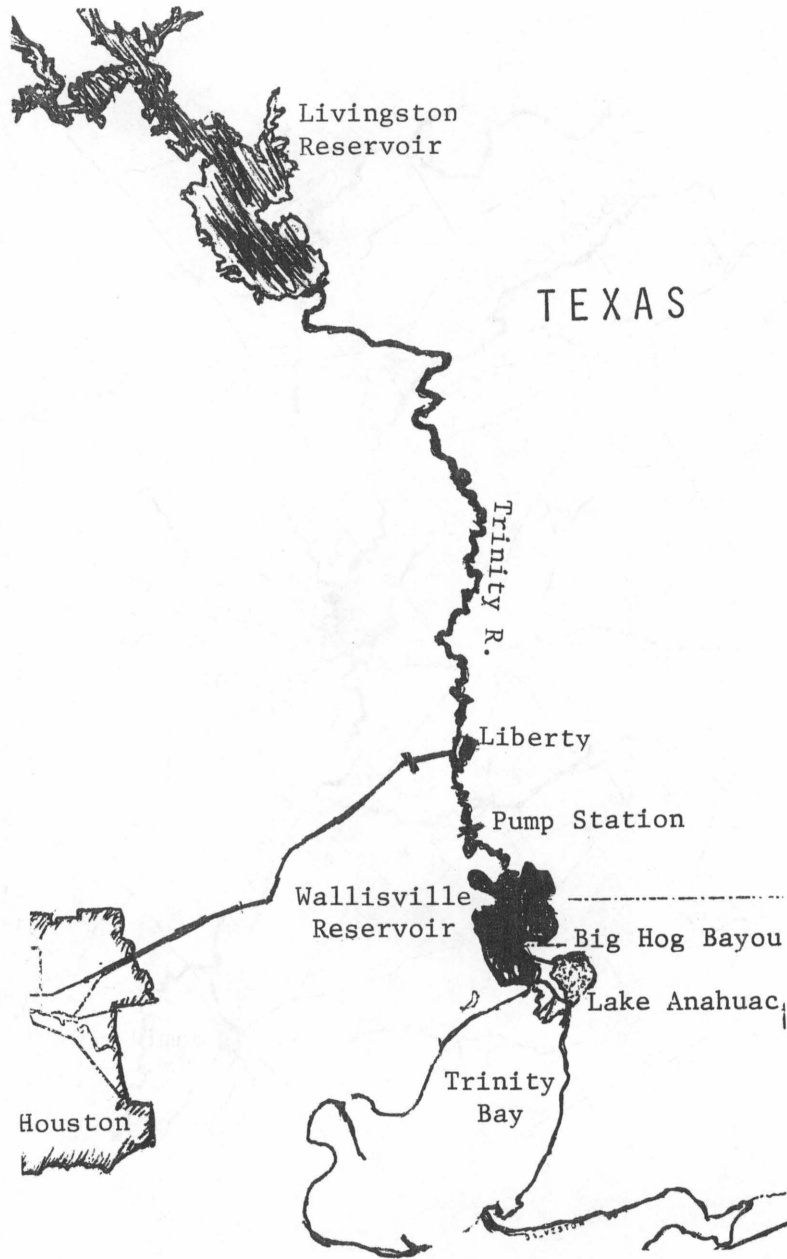 Livingston
Reservoir
TEXAS
Trinity R.
Liberty
Pump Station
Wallisville
Reservoir
Big Hog Bayou
Lake Anahuac
Trinity
Bay
Houston